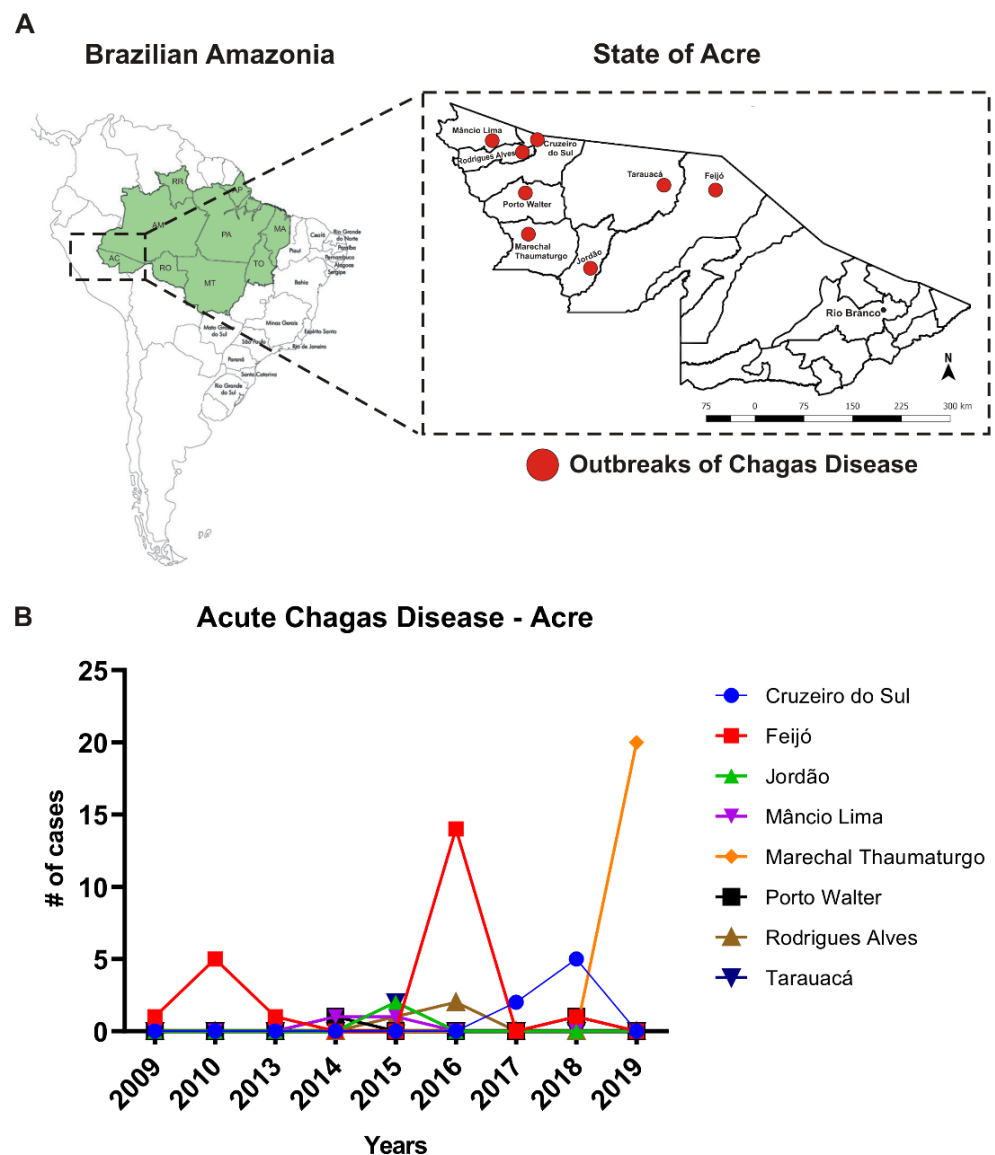 A
Brazilian Amazonia
State of Acre
RR
AP
AM
PA
MA
AC
RO
TO
MT
Ceará
Rio Grande
do Norte
Paraíba
Pernambuco
Alagoas
Sergipe
Piauí
Bahia
Mato Grosso
do Sul
Minas Gerais
Espírito Santo
São Paulo
Rio de Janeiro
Paraná
Santa Catarina
Rio Grande
do Sul
Mâncio Lima
Rodrigues Alves
Cruzeiro
do Sul
Tarauacá
Feijó
Porto Walter
Marechal
Thaumaturgo
Jordão
Rio Branco
N
75 0 75 150 225 300 km
Outbreaks of Chagas Disease
B
Acute Chagas Disease - Acre
# of cases
25
20
15
10
5
0
2009
2010
2013
2014
2015
2016
2017
2018
2019
Years
Cruzeiro do Sul
Feijó
Jordão
Mâncio Lima
Marechal Thaumaturgo
Porto Walter
Rodrigues Alves
Tarauacá